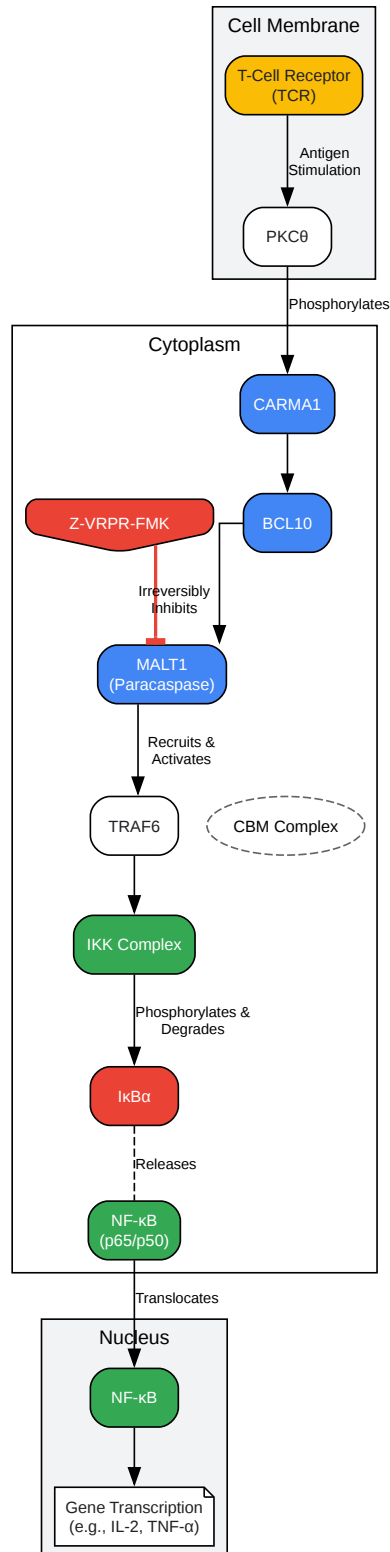 Cell Membrane
T-Cell Receptor
(TCR)
Antigen
Stimulation
PKCθ
Phosphorylates
Cytoplasm
CARMA1
Z-VRPR-FMK
BCL10
Irreversibly
Inhibits
MALT1
(Paracaspase)
Recruits &
Activates
TRAF6
CBM Complex
IKK Complex
Phosphorylates &
Degrades
IκBα
Releases
NF-κB
(p65/p50)
Translocates
Nucleus
NF-κB
Gene Transcription
(e.g., IL-2, TNF-α)